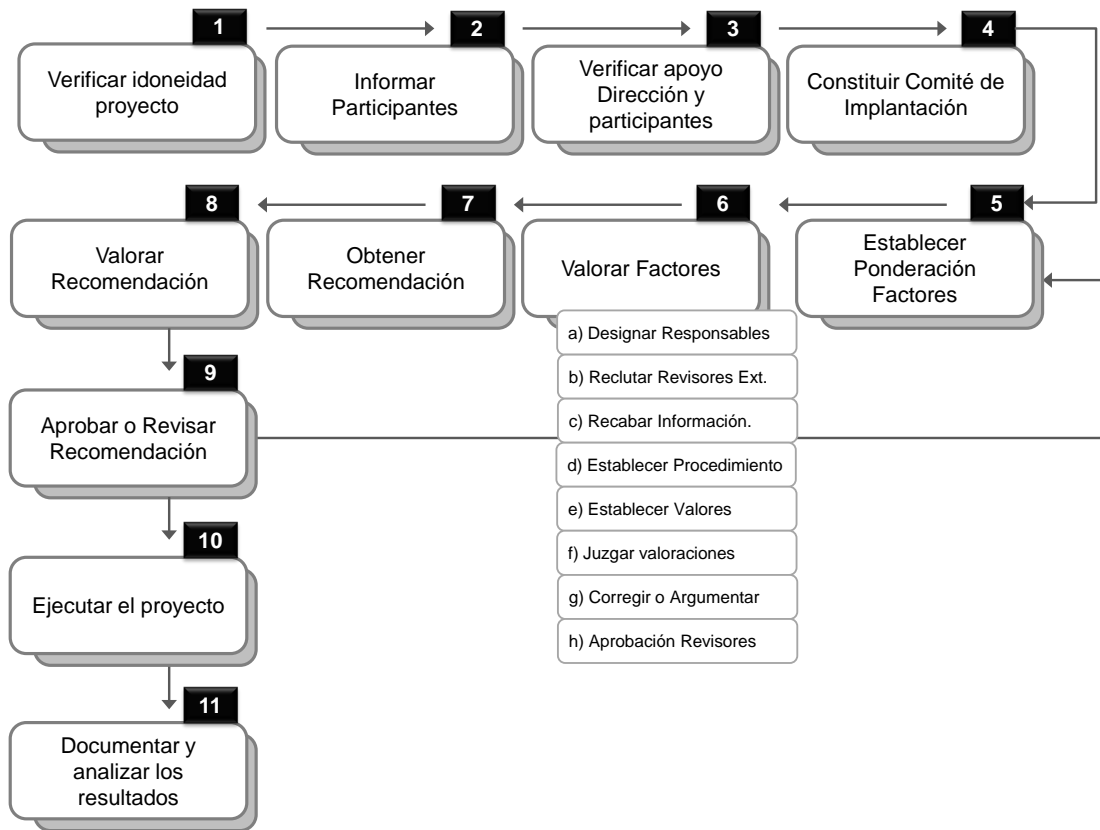 1
Verificar idoneidad
proyecto
2
Informar
Participantes
3
Verificar apoyo
Dirección y
participantes
4
Constituir Comité de
Implantación
5
Establecer
Ponderación
Factores
6
Valorar Factores
a) Designar Responsables
b) Reclutar Revisores Ext.
c) Recabar Información.
d) Establecer Procedimiento
e) Establecer Valores
f) Juzgar valoraciones
g) Corregir o Argumentar
h) Aprobación Revisores
7
Obtener
Recomendación
8
Valorar
Recomendación
9
Aprobar o Revisar
Recomendación
10
Ejecutar el proyecto
11
Documentar y
analizar los
resultados